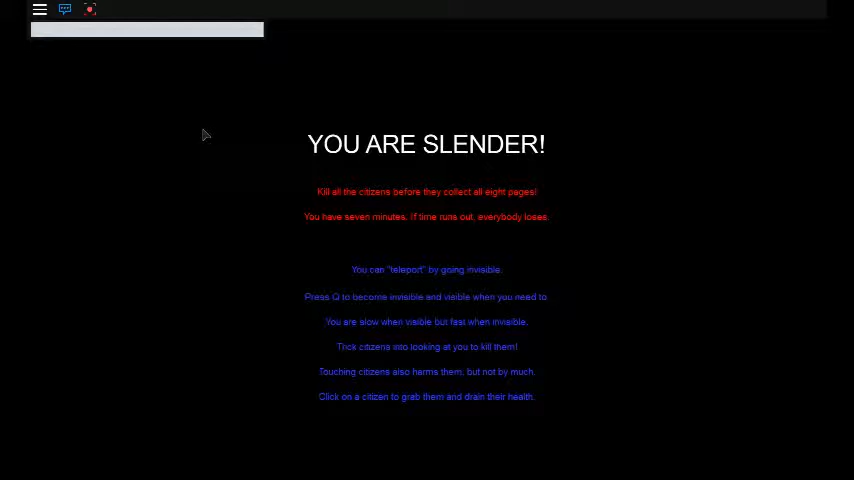 YOU ARE SLENDER!
Kill all the citizens before they collect all eight pages!
You have seven minutes. If time runs out, everybody loses.
You can "teleport" by going invisible.
Press Q to become invisible and visible when you need to
You are slow when visible but fast when invisible.
Trick citizens into looking at you to kill them!
Touching citizens also harms them, but not by much.
Click on a citizen to grab them and drain their health.